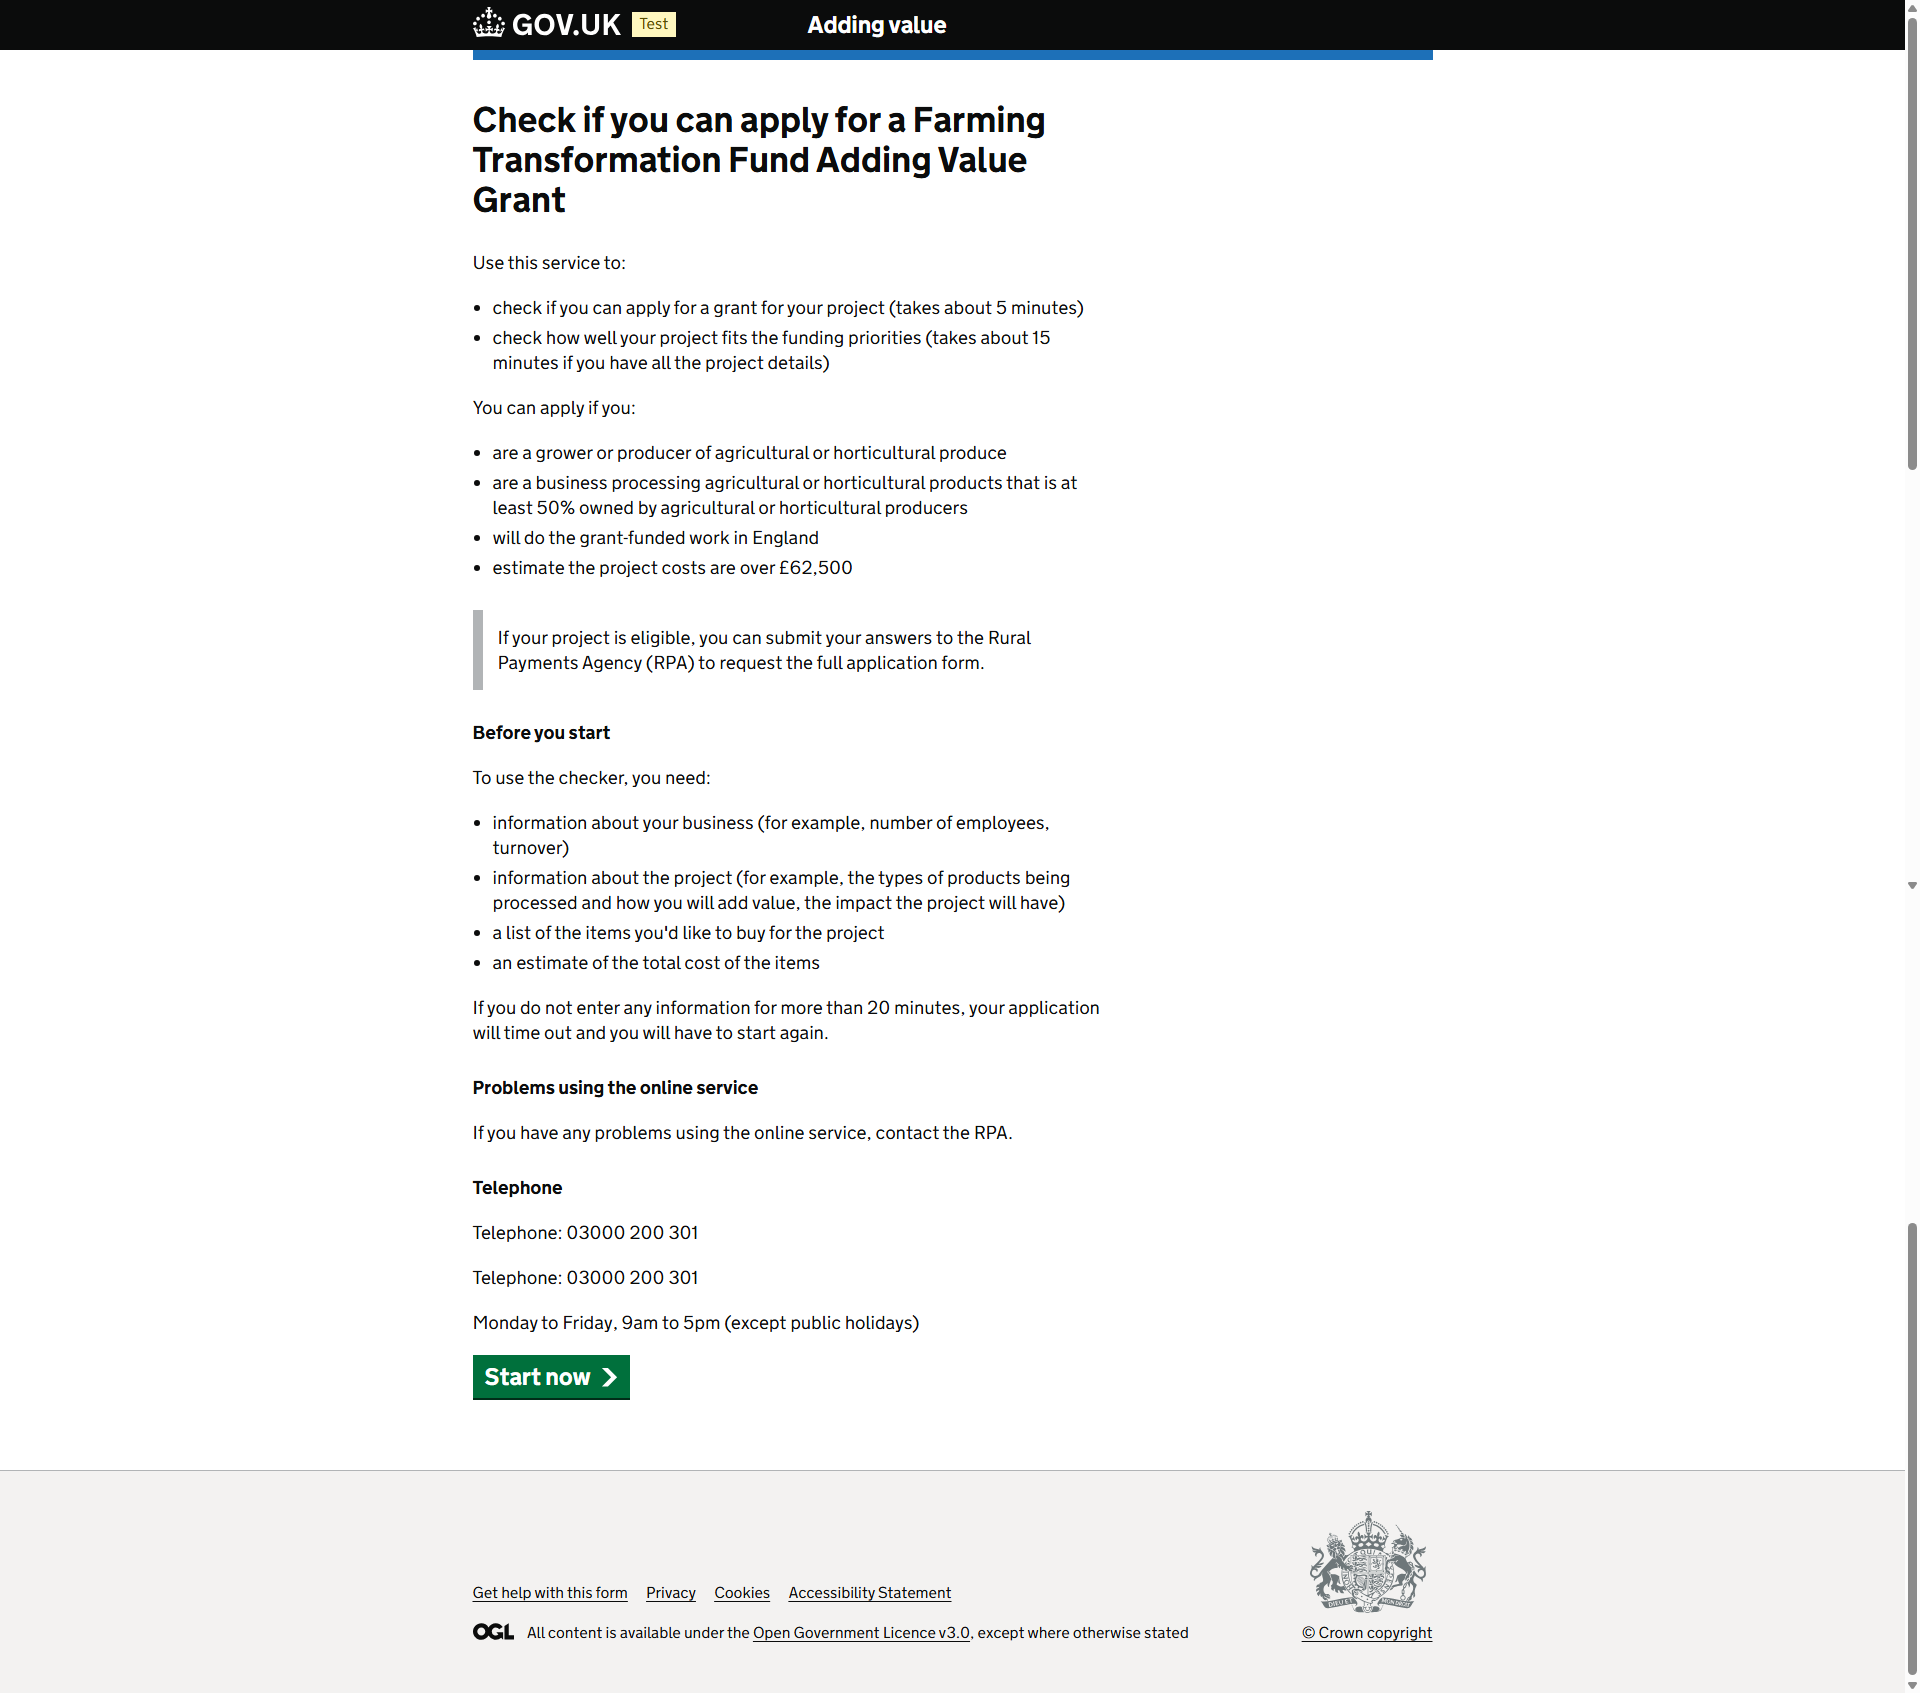 GOV.UK Test Adding value
Check if you can apply for a Farming
Transformation Fund Adding Value
Grant
Use this service to:
• check if you can apply for a grant for your project (takes about 5 minutes)
• check how well your project fits the funding priorities (takes about 15
minutes if you have all the project details)
You can apply if you:
• are a grower or producer of agricultural or horticultural produce
• are a business processing agricultural or horticultural products that is at
least 50% owned by agricultural or horticultural producers
• will do the grant-funded work in England
• estimate the project costs are over £62,500
If your project is eligible, you can submit your answers to the Rural
Payments Agency (RPA) to request the full application form.
Before you start
To use the checker, you need:
• information about your business (for example, number of employees,
turnover)
• information about the project (for example, the types of products being
processed and how you will add value, the impact the project will have)
• a list of the items you'd like to buy for the project
• an estimate of the total cost of the items
If you do not enter any information for more than 20 minutes, your application
will time out and you will have to start again.
Problems using the online service
If you have any problems using the online service, contact the RPA.
Telephone
Telephone: 03000 200 301
Telephone: 03000 200 301
Monday to Friday, 9am to 5pm (except public holidays)
Start now
Get help with this form Privacy Cookies Accessibility Statement
OGL All content is available under the Open Government Licence v3.0, except where otherwise stated
© Crown copyright